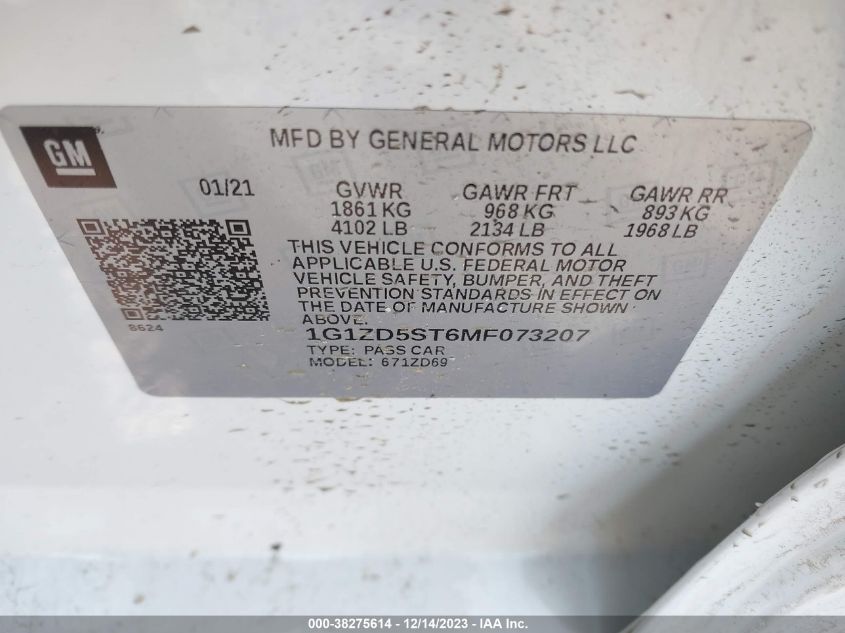 GM
MFD BY GENERAL MOTORS LLC
01/21 GVWR GAWR FRT GAWR RR
1861 KG 968 KG 893 KG
4102 LB 2134 LB 1968 LB
THIS VEHICLE CONFORMS TO ALL
APPLICABLE U.S. FEDERAL MOTOR
VEHICLE SAFETY, BUMPER, AND THEFT
PREVENTION STANDARDS IN EFFECT ON
THE DATE OF MANUFACTURE SHOWN
ABOVE.
8624
1G1ZD5ST6MF073207
TYPE: PASS CAR
MODEL: 671ZD69
000-38275614 - 12/14/2023 - IAA Inc.